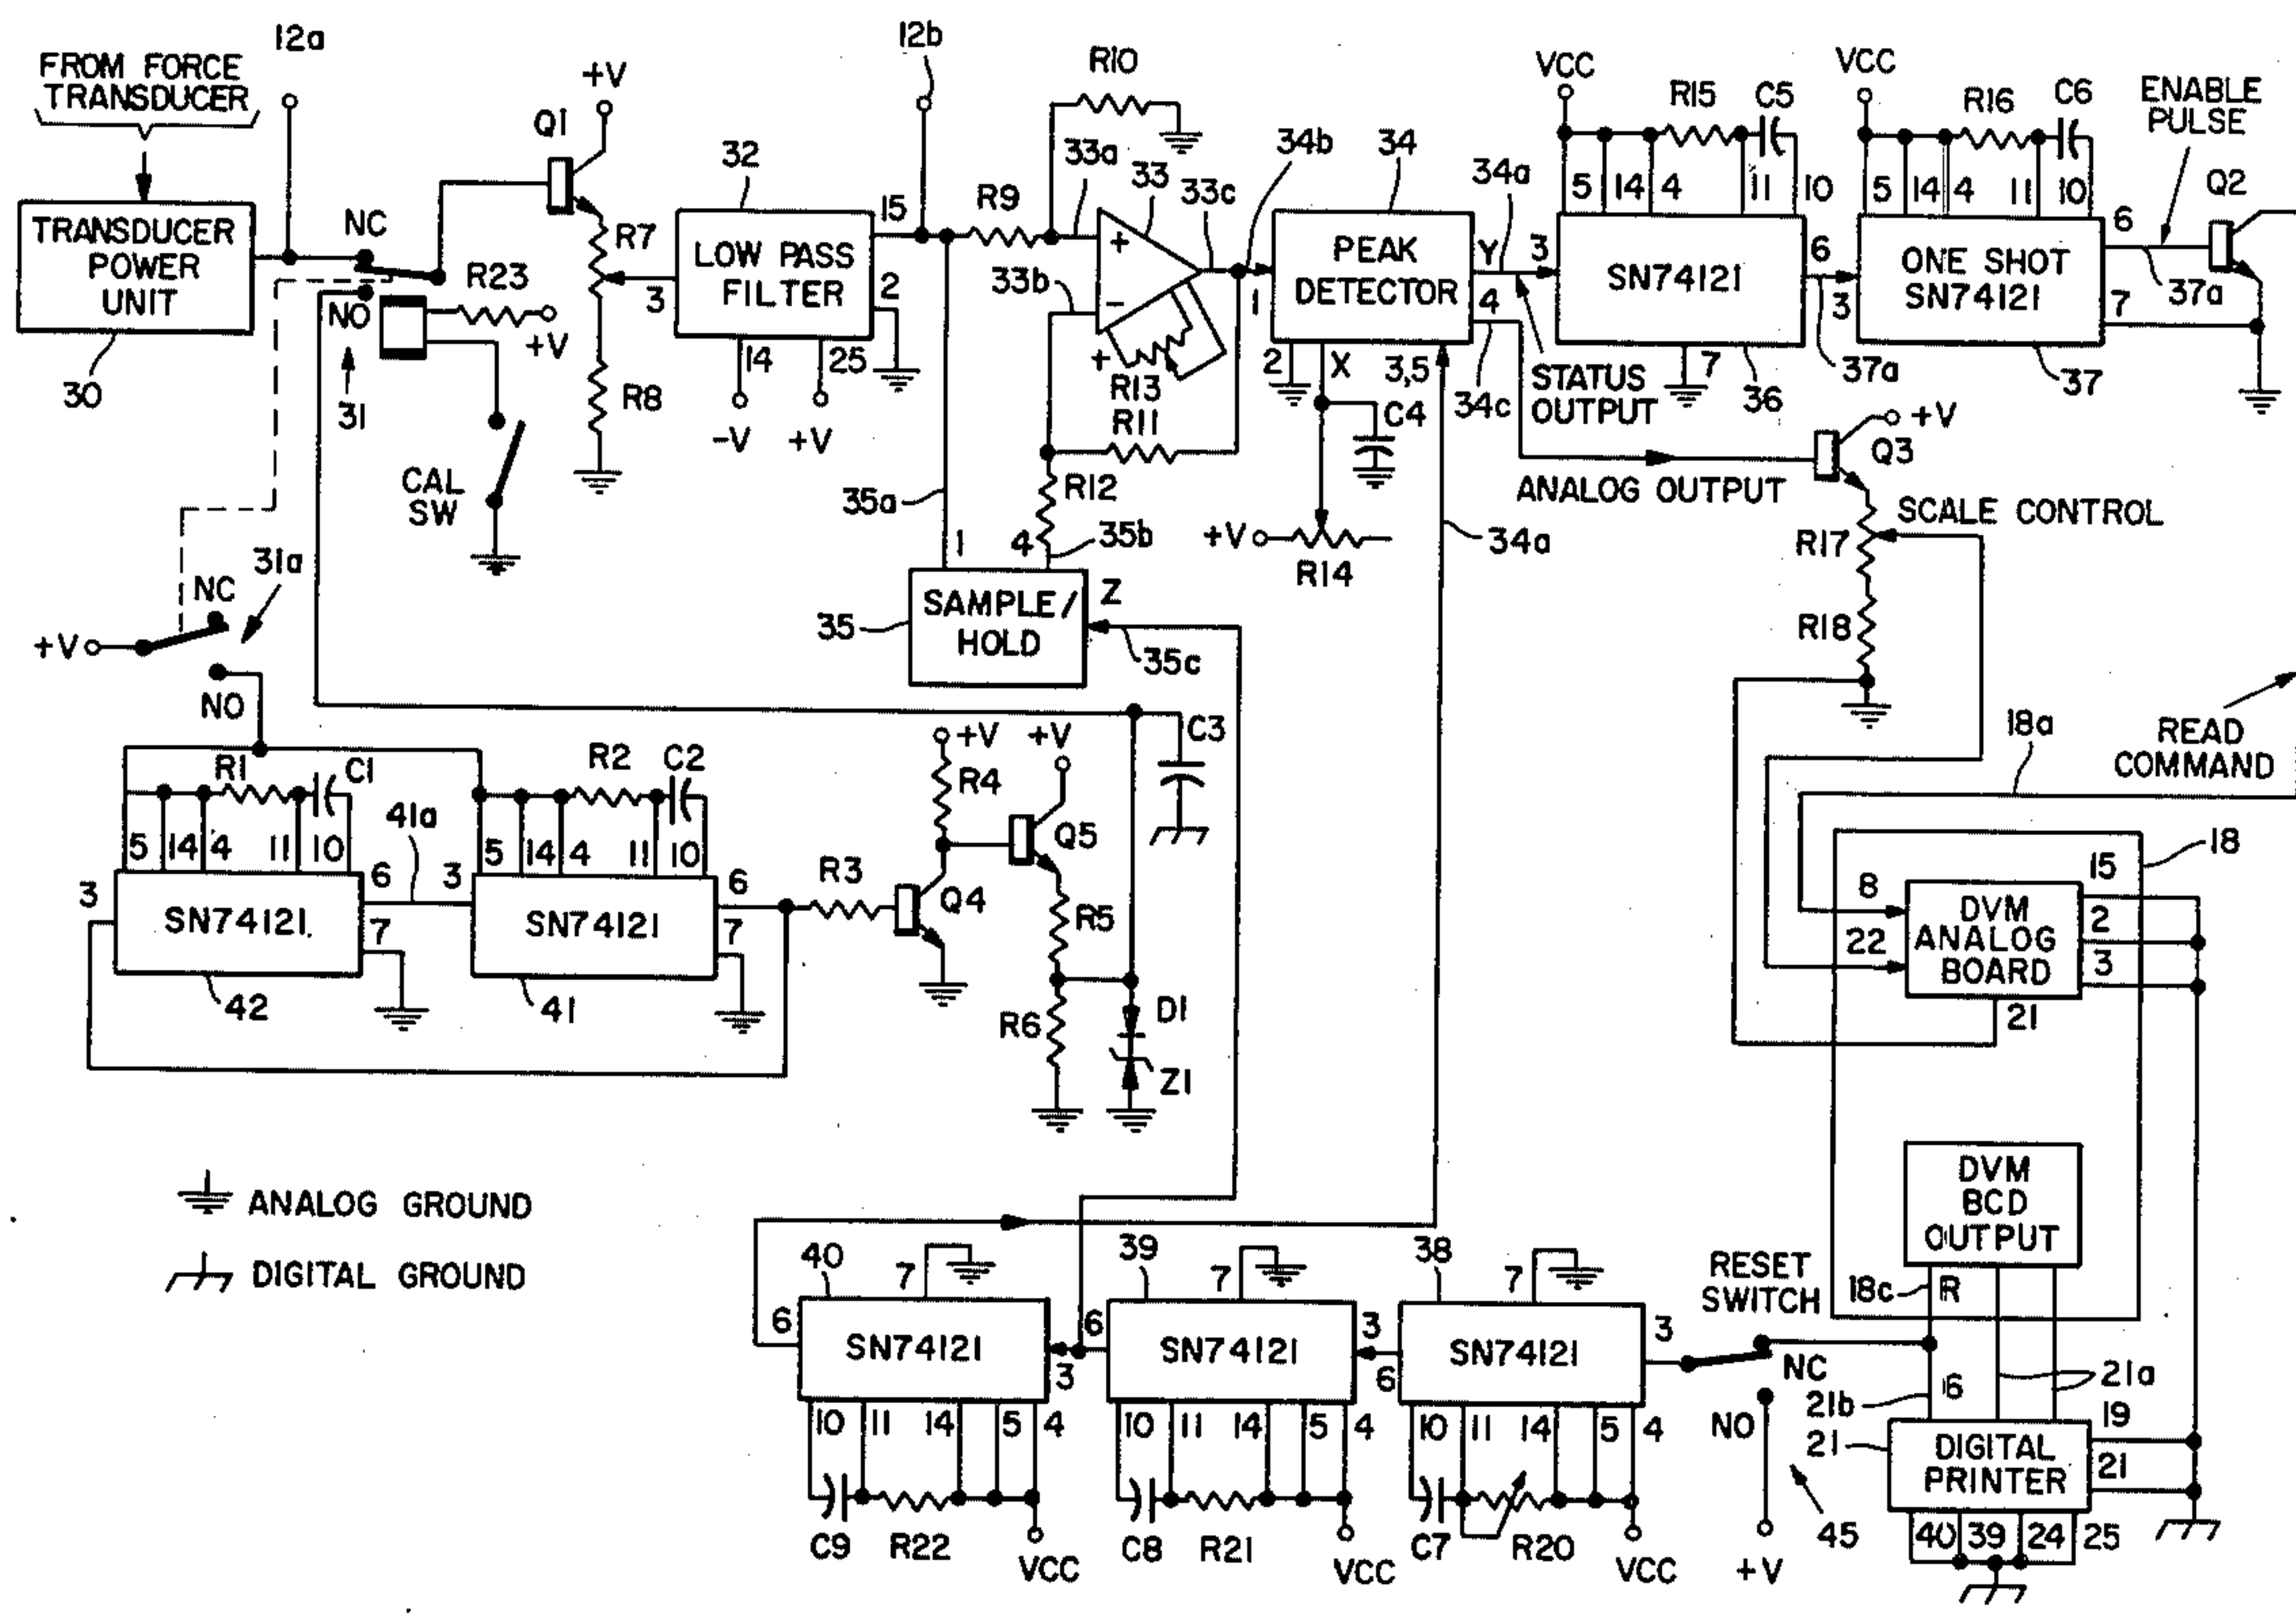 12a
FROM FORCE
TRANSDUCER
TRANSDUCER
POWER
UNIT
30
NC
NO
31
R23
+V
CAL
SW
Q1
+V
R7
R8
32
LOW PASS
FILTER
3
15
2
14
25
-V
+V
12b
R9
R10
33a
33
33b
33c
+
-
+
R13
R11
R12
34b
1
34
PEAK
DETECTOR
34a
Y
4
2
X
3,5
C4
34c
+V
R14
34a
STATUS
OUTPUT
ANALOG OUTPUT
35a
1
4
35b
35
SAMPLE/
HOLD
Z
35c
VCC
R15
C5
5
14
4
11
10
3
SN74121
6
7
36
37a
VCC
R16
C6
5
14
4
11
10
3
ONE SHOT
SN74121
6
7
37
ENABLE
PULSE
37a
Q2
+V
Q3
SCALE CONTROL
R17
R18
18a
READ
COMMAND
31a
NC
+V
NO
R1
C1
5
14
4
11
10
3
SN74121.
6
7
42
41a
R2
C2
5
14
4
11
10
3
SN74121
6
7
41
R3
+V
R4
Q4
+V
Q5
R5
R6
C3
D1
Z1
18
8
22
DVM
ANALOG
BOARD
15
2
3
21
DVM
BCD
OUTPUT
18c
R
ANALOG GROUND
DIGITAL GROUND
40
7
6
SN74121
3
10
11
14
5
4
C9
R22
VCC
39
7
6
SN74121
3
10
11
14
5
4
C8
R21
VCC
38
7
6
SN74121
3
10
11
14
5
4
C7
R20
VCC
RESET
SWITCH
NC
NO
+V
45
21b
6
21a
21
DIGITAL
PRINTER
19
21
40
39
24
25